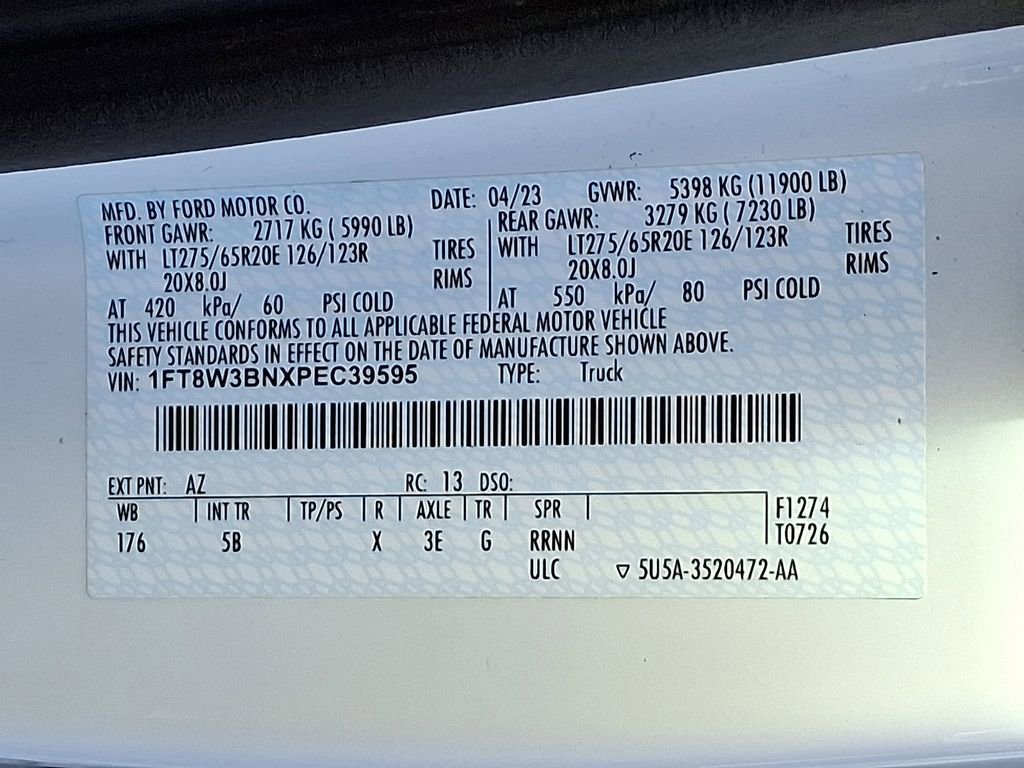 MFD. BY FORD MOTOR CO. DATE: 04/23 GVWR: 5398 KG (11900 LB)
FRONT GAWR: 2717 KG ( 5990 LB) REAR GAWR: 3279 KG ( 7230 LB)
WITH LT275/65R20E 126/123R TIRES WITH LT275/65R20E 126/123R TIRES
20X8.0J RIMS 20X8.0J RIMS
AT 420 kPa/ 60 PSI COLD AT 550 kPa/ 80 PSI COLD
THIS VEHICLE CONFORMS TO ALL APPLICABLE FEDERAL MOTOR VEHICLE
SAFETY STANDARDS IN EFFECT ON THE DATE OF MANUFACTURE SHOWN ABOVE.
VIN: 1FT8W3BNXPEC39595 TYPE: Truck
EXT PNT: AZ RC: 13 DSO:
WB INT TR TP/PS R AXLE TR SPR F1274
176 5B X 3E G RRNN T0726
ULC ▽ 5U5A-3520472-AA